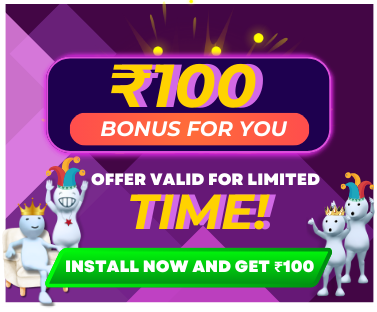 ₹100
BONUS FOR YOU
OFFER VALID FOR LIMITED
TIME!
INSTALL NOW AND GET ₹100